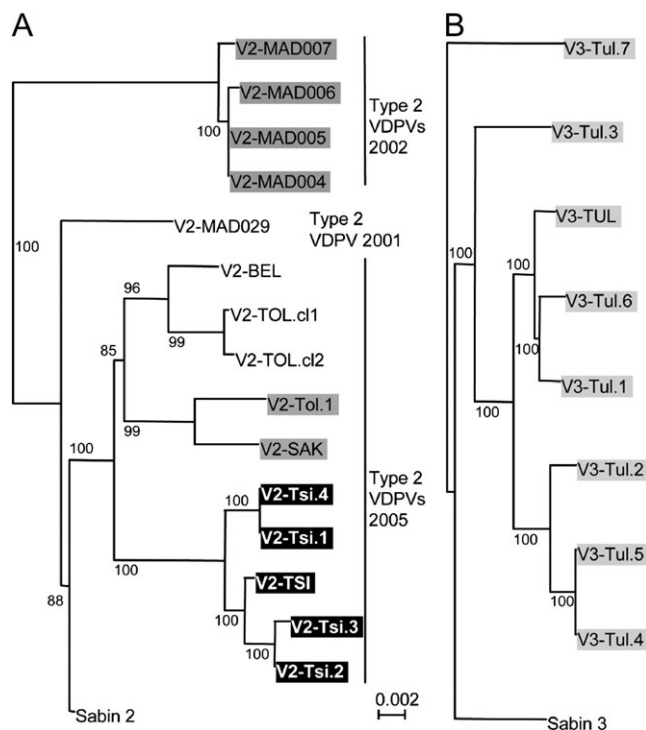 A
V2-MAD007
V2-MAD006
100
V2-MAD005
V2-MAD004
Type 2
VDPVs
2002
100
V2-MAD029
Type 2
VDPV 2001
V2-BEL
96
V2-TOL.cl1
99
V2-TOL.cl2
85
V2-Tol.1
99
V2-SAK
100
V2-Tsi.4
100
V2-Tsi.1
100
V2-TSI
100
V2-Tsi.3
100
V2-Tsi.2
Type 2
VDPVs
2005
88
Sabin 2
0.002
B
V3-Tul.7
V3-Tul.3
100
V3-TUL
100
V3-Tul.6
100
V3-Tul.1
100
V3-Tul.2
100
V3-Tul.5
100
V3-Tul.4
Sabin 3